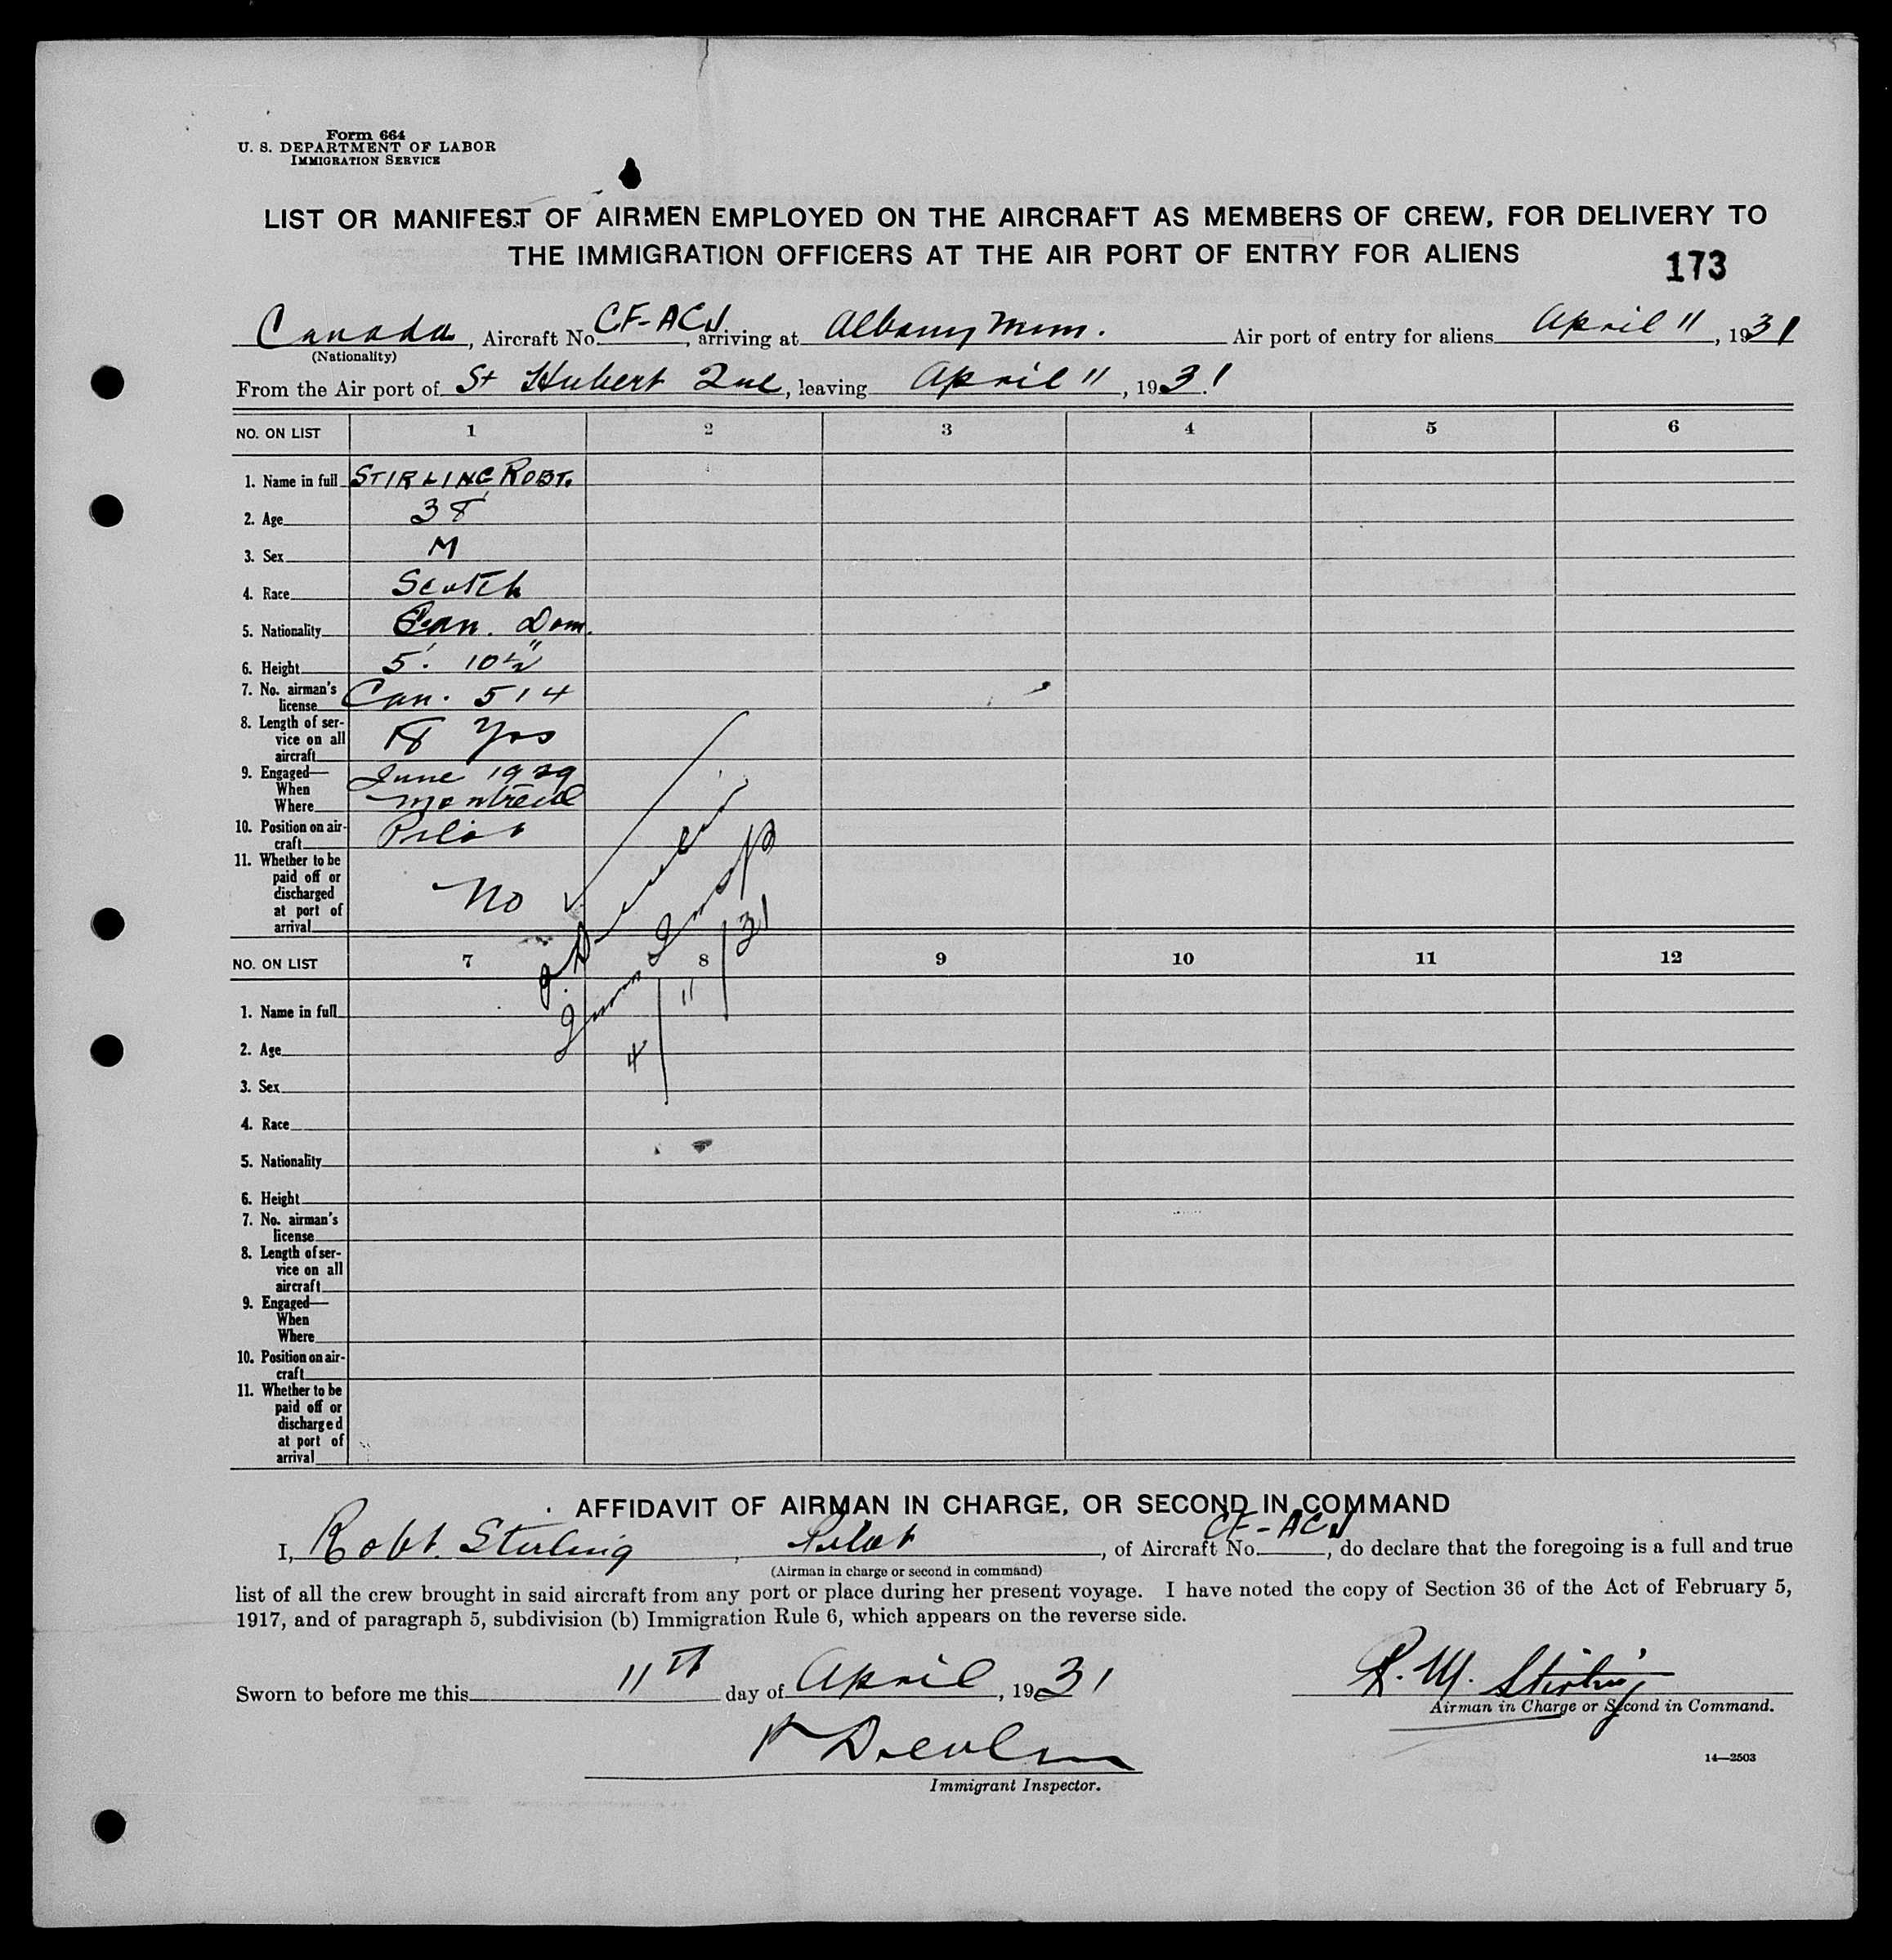 Form 664
U. S. DEPARTMENT OF LABOR
IMMIGRATION SERVICE
LIST OR MANIFEST OF AIRMEN EMPLOYED ON THE AIRCRAFT AS MEMBERS OF CREW, FOR DELIVERY TO
THE IMMIGRATION OFFICERS AT THE AIR PORT OF ENTRY FOR ALIENS
173
Canada, Aircraft No. CF-ACJ, arriving at Albany Mun. Air port of entry for aliens April 11, 1931
(Nationality)
From the Air port of St Hubert Que, leaving April 11, 1931.
NO. ON LIST 1 2 3 4 5 6
1. Name in full STIRLING ROBT.
2. Age 38
3. Sex M
4. Race Scotch
5. Nationality Can. Dom.
6. Height 5'. 10½"
7. No. airman's
license Can. 514
8. Length of ser-
vice on all
aircraft Yrs
9. Engaged—
When June 1929
Where Montreal
10. Position on air-
craft Pilot
11. Whether to be
paid off or
discharged
at port of
arrival No
Imm Insp
4 | 11 | 31
NO. ON LIST 7 8 9 10 11 12
1. Name in full
2. Age
3. Sex
4. Race
5. Nationality
6. Height
7. No. airman's
license
8. Length of ser-
vice on all
aircraft
9. Engaged—
When
Where
10. Position on air-
craft
11. Whether to be
paid off or
discharged
at port of
arrival
AFFIDAVIT OF AIRMAN IN CHARGE, OR SECOND IN COMMAND
I, Robt. Stirling, Pilot, of Aircraft No. CF-ACJ, do declare that the foregoing is a full and true
(Airman in charge or second in command)
list of all the crew brought in said aircraft from any port or place during her present voyage. I have noted the copy of Section 36 of the Act of February 5,
1917, and of paragraph 5, subdivision (b) Immigration Rule 6, which appears on the reverse side.
Sworn to before me this 11th day of April, 1931
R. M. Stirling
Airman in Charge or Second in Command.
Devlin
Immigrant Inspector.
14—2503